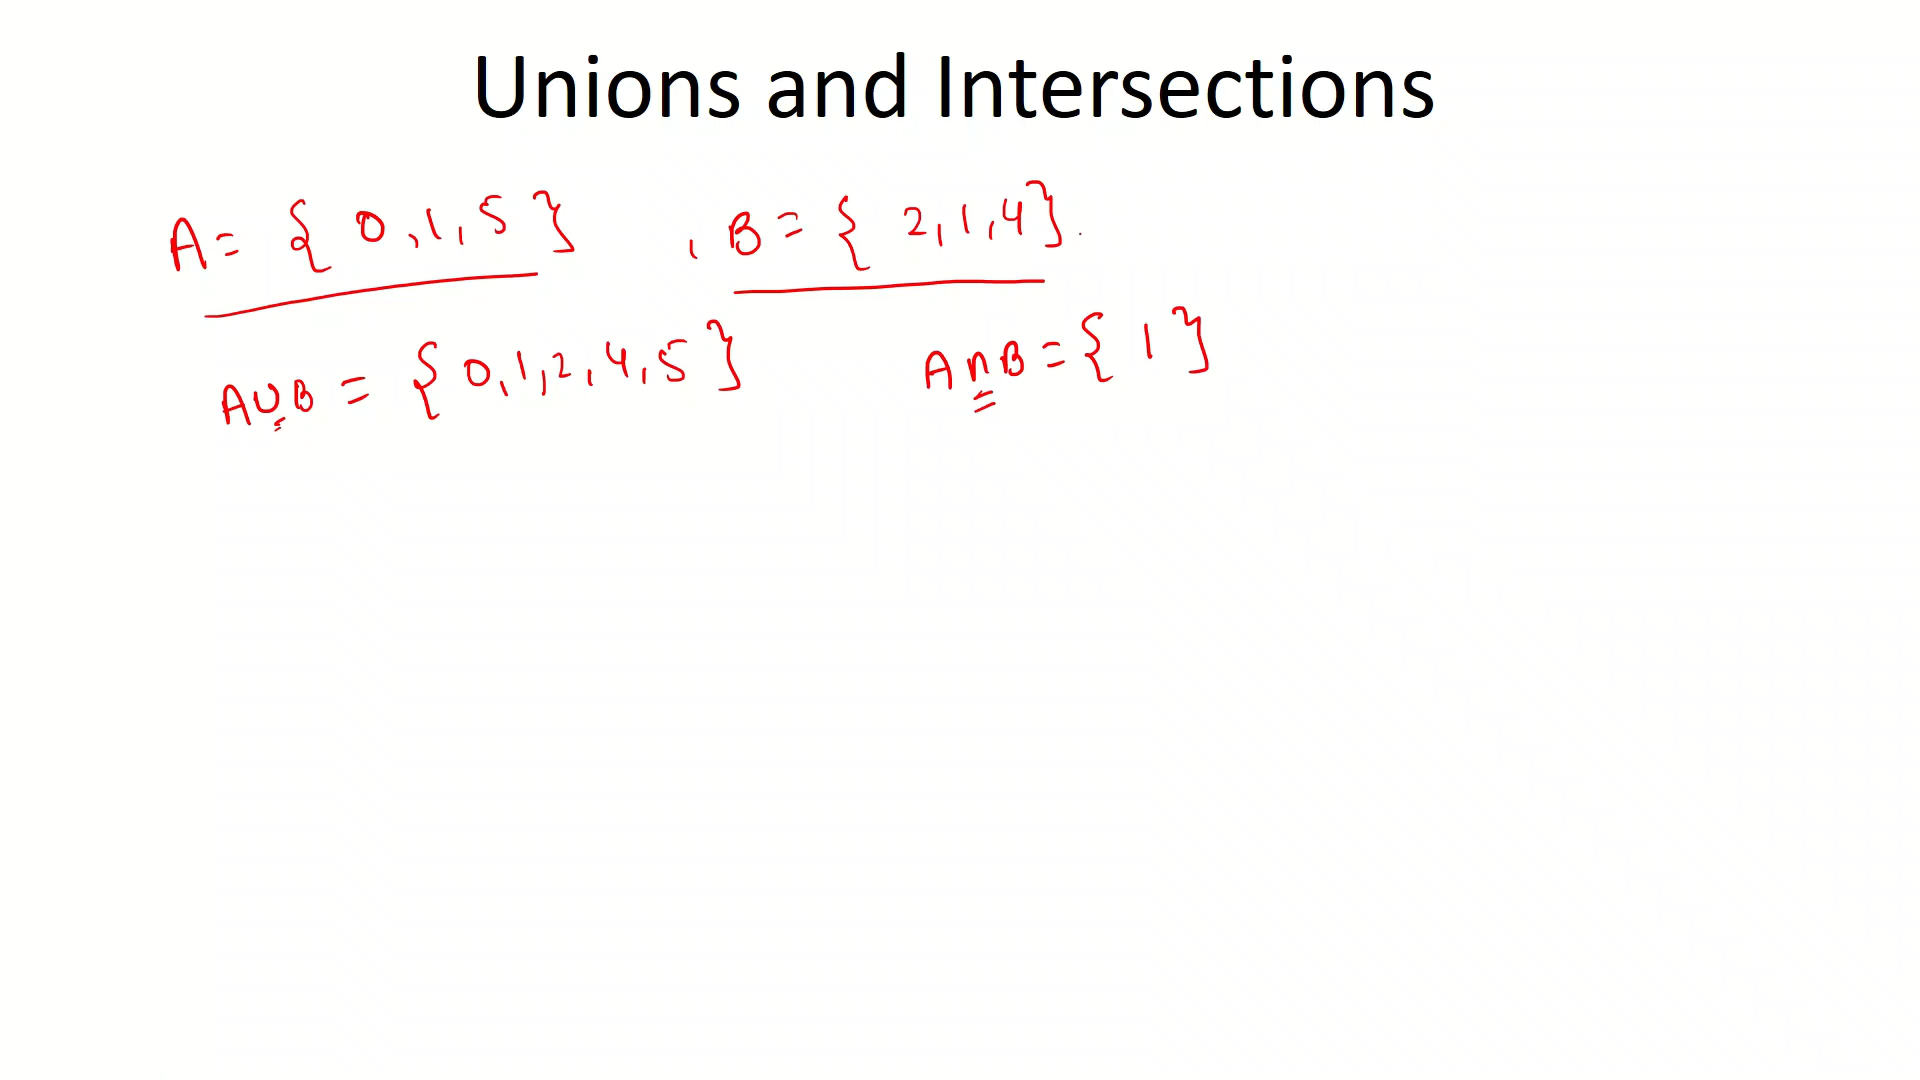 Unions and Intersections
A = { 0, 1, 5 } , B = { 2, 1, 4 } .
A ∪ B = { 0, 1, 2, 4, 5 } A ∩ B = { 1 }